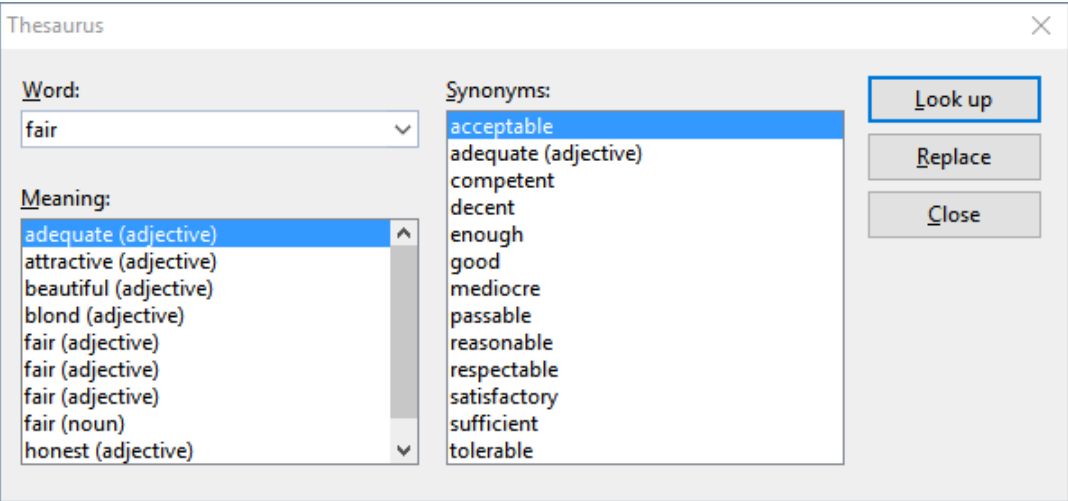 Thesaurus
Word:
fair
Meaning:
adequate (adjective)
attractive (adjective)
beautiful (adjective)
blond (adjective)
fair (adjective)
fair (adjective)
fair (adjective)
fair (noun)
honest (adjective)
Synonyms:
acceptable
adequate (adjective)
competent
decent
enough
good
mediocre
passable
reasonable
respectable
satisfactory
sufficient
tolerable
Look up
Replace
Close